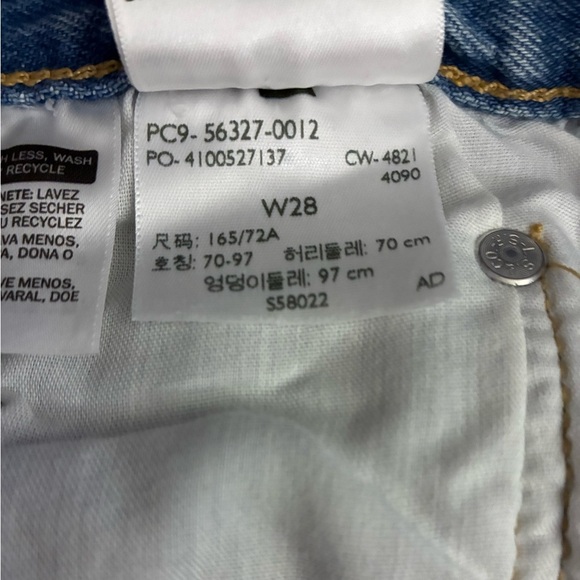 H LESS, WASH
RECYCLE
NETE: LAVEZ
SEZ SECHER
U RECYCLEZ
VA MENOS,
A, DONA O
VE MENOS,
VARAL, DOE
PC9- 56327-0012
PO- 4100527137 CW- 4821
4090
W28
尺码: 165/72A
호칭: 70-97 허리둘레: 70 cm
엉덩이둘레: 97 cm
S58022 AD